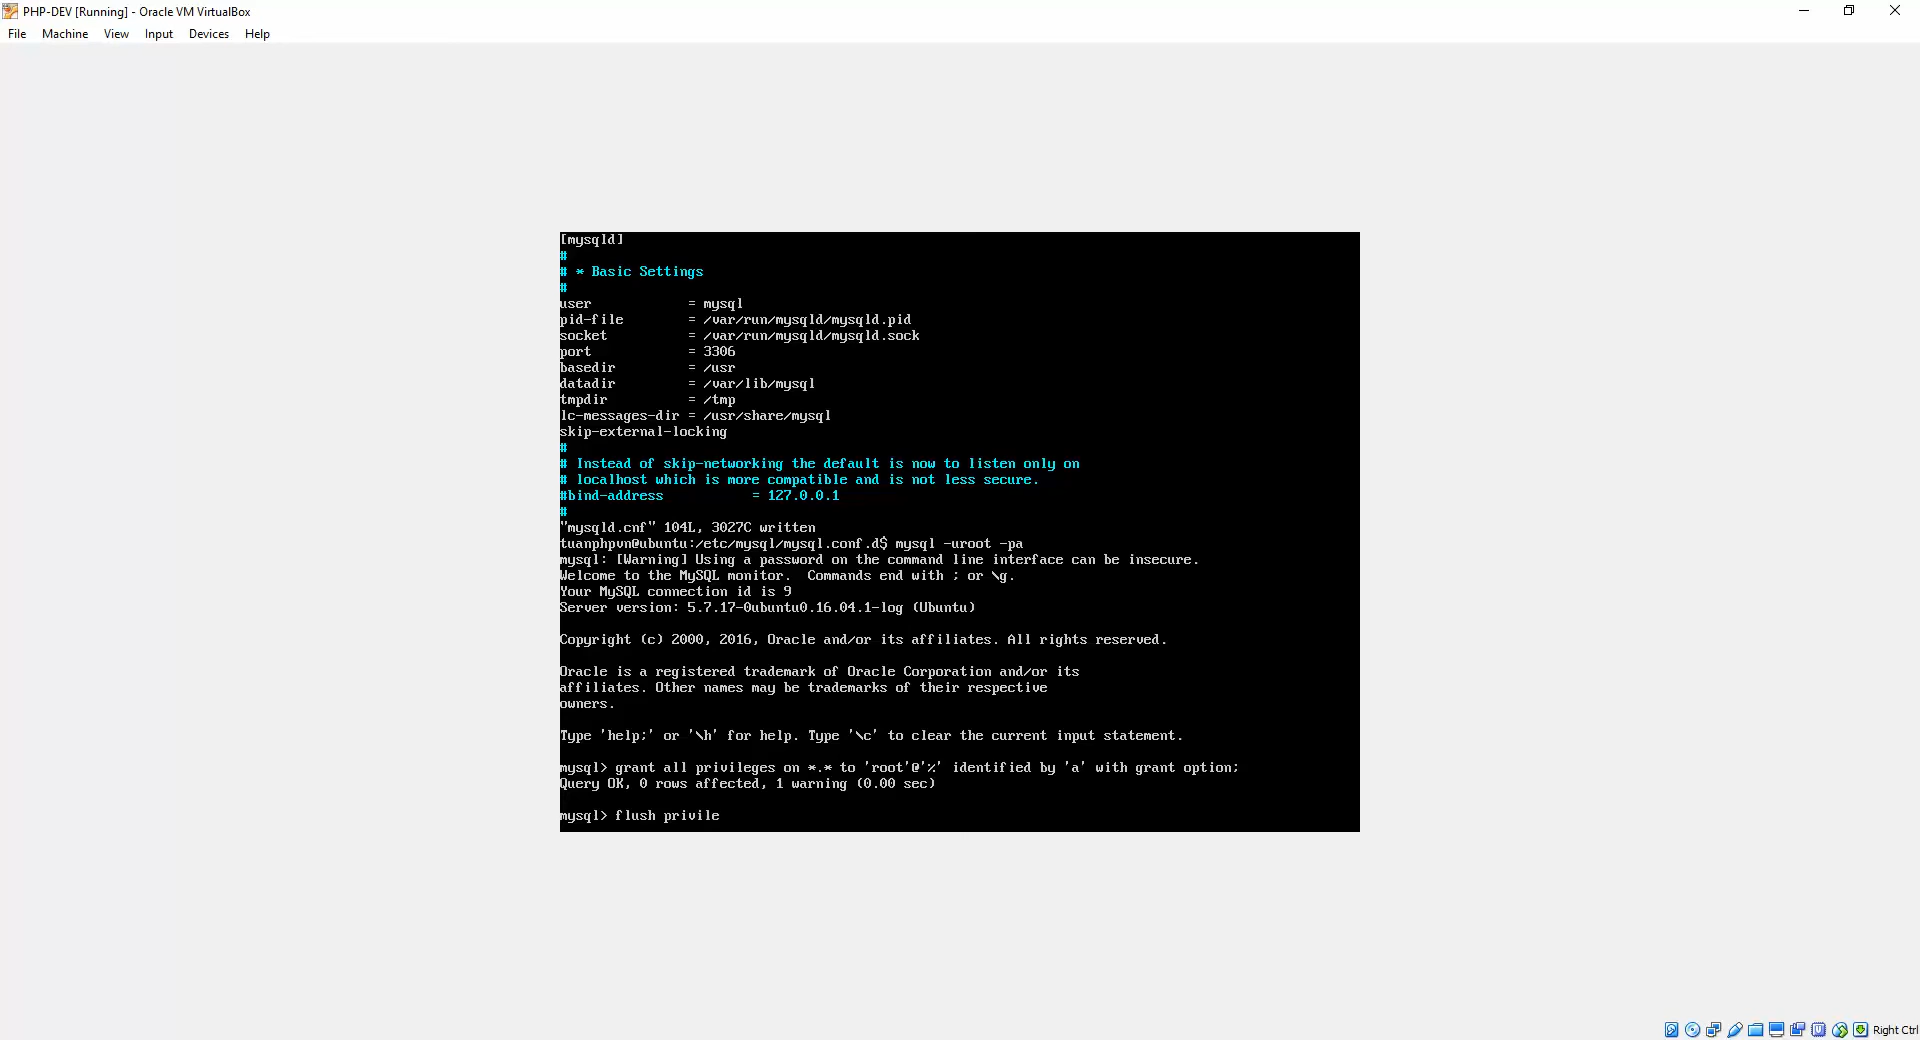 PHP-DEV [Running] - Oracle VM VirtualBox
File Machine View Input Devices Help
[mysqld]
#
# * Basic Settings
#
user = mysql
pid-file = /var/run/mysqld/mysqld.pid
socket = /var/run/mysqld/mysqld.sock
port = 3306
basedir = /usr
datadir = /var/lib/mysql
tmpdir = /tmp
lc-messages-dir = /usr/share/mysql
skip-external-locking
#
# Instead of skip-networking the default is now to listen only on
# localhost which is more compatible and is not less secure.
#bind-address = 127.0.0.1
#
"mysqld.cnf" 104L, 3027C written
tuanphpvn@ubuntu:/etc/mysql/mysql.conf.d$ mysql -uroot -pa
mysql: [Warning] Using a password on the command line interface can be insecure.
Welcome to the MySQL monitor.  Commands end with ; or \g.
Your MySQL connection id is 9
Server version: 5.7.17-0ubuntu0.16.04.1-log (Ubuntu)
Copyright (c) 2000, 2016, Oracle and/or its affiliates. All rights reserved.
Oracle is a registered trademark of Oracle Corporation and/or its
affiliates. Other names may be trademarks of their respective
owners.
Type 'help;' or '\h' for help. Type '\c' to clear the current input statement.
mysql> grant all privileges on *.* to 'root'@'%' identified by 'a' with grant option;
Query OK, 0 rows affected, 1 warning (0.00 sec)
mysql> flush privile
Right Ctrl